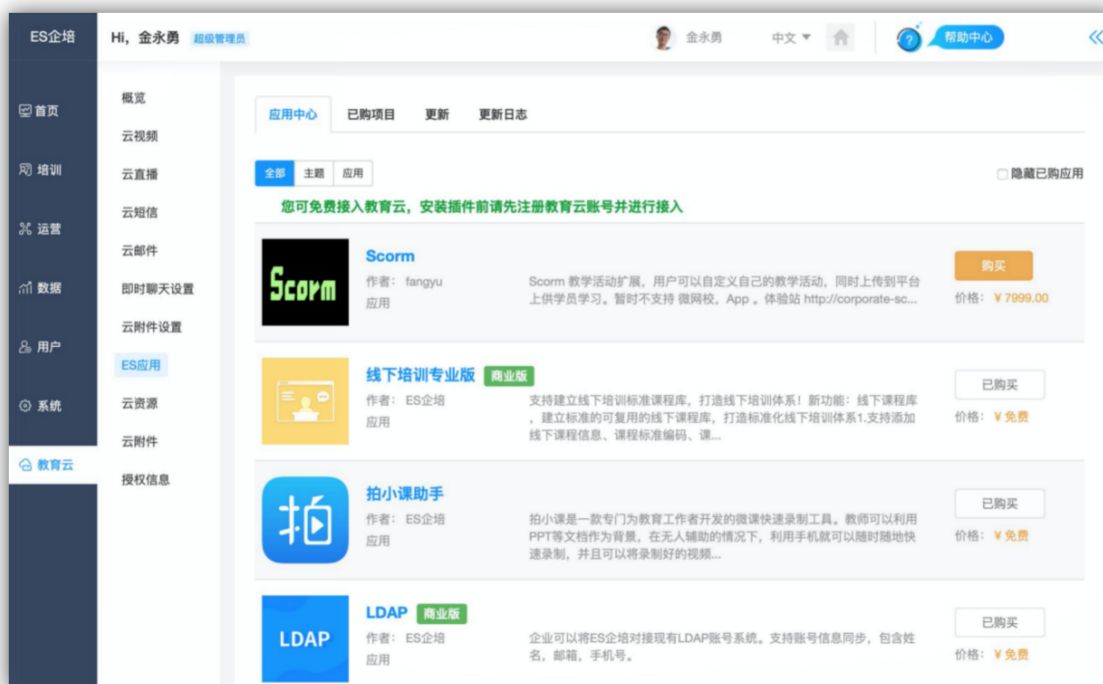 ES企培
Hi，金永勇 超级管理员
金永勇
中文
帮助中心
首页
培训
运营
数据
用户
系统
教育云
概览
云视频
云直播
云短信
云邮件
即时聊天设置
云附件设置
ES应用
云资源
云附件
授权信息
应用中心 已购项目 更新 更新日志
全部 主题 应用
隐藏已购应用
您可免费接入教育云，安装插件前请先注册教育云账号并进行接入
Scorm
Scorm
作者： fangyu
应用
Scorm 教学活动扩展，用户可以自定义自己的教学活动，同时上传到平台
上供学员学习。暂时不支持 微网校，App 。体验站 http://corporate-sc...
购买
价格：￥7999.00
线下培训专业版 商业版
作者： ES企培
应用
支持建立线下培训标准课程库，打造线下培训体系！新功能：线下课程库
，建立标准的可复用的线下课程库，打造标准化线下培训体系1.支持添加
线下课程信息、课程标准编码、课...
已购买
价格：￥免费
拍
拍小课助手
作者： ES企培
应用
拍小课是一款专门为教育工作者开发的微课快速录制工具。教师可以利用
PPT等文档作为背景，在无人辅助的情况下，利用手机就可以随时随地快
速录制，并且可以将录制好的视频...
已购买
价格：￥免费
LDAP
LDAP 商业版
作者： ES企培
应用
企业可以将ES企培对接现有LDAP账号系统。支持账号信息同步，包含姓
名，邮箱，手机号。
已购买
价格：￥免费